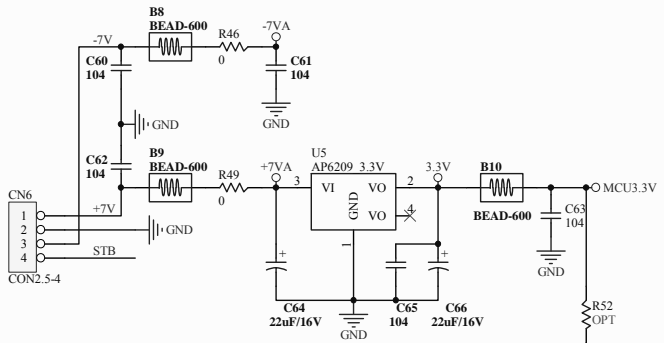 B8
BEAD-600
-7VA
-7V
R46
0
C60
104
C61
104
GND
GND
C62
104
B9
BEAD-600
R49
0
+7VA
U5
AP6209 3.3V
3.3V
B10
BEAD-600
3
VI
VO
2
GND
VO
4
1
MCU3.3V
C63
104
GND
CN6
1
2
3
4
CON2.5-4
+7V
GND
STB
+
C64
22uF/16V
C65
104
+
C66
22uF/16V
GND
R52
OPT